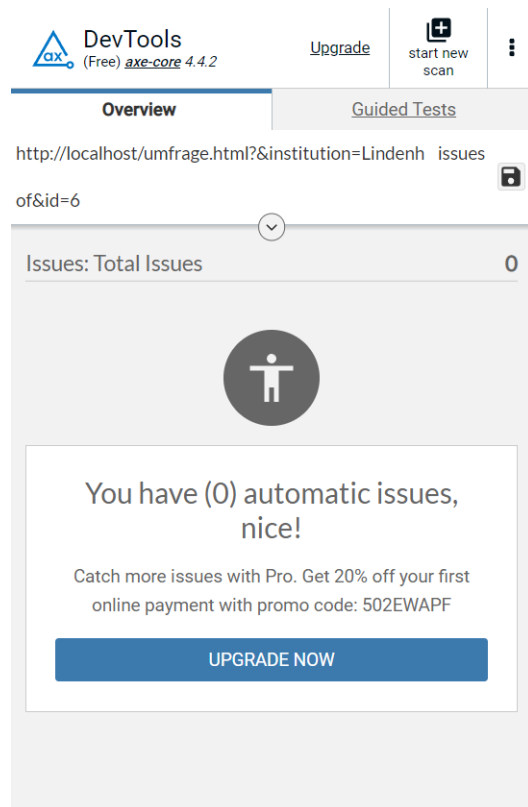 ax
DevTools
(Free) axe-core 4.4.2
Upgrade
start new
scan
Overview
Guided Tests
http://localhost/umfrage.html?&institution=Lindenh issues
of&id=6
Issues: Total Issues 0
You have (0) automatic issues,
nice!
Catch more issues with Pro. Get 20% off your first
online payment with promo code: 502EWAPF
UPGRADE NOW